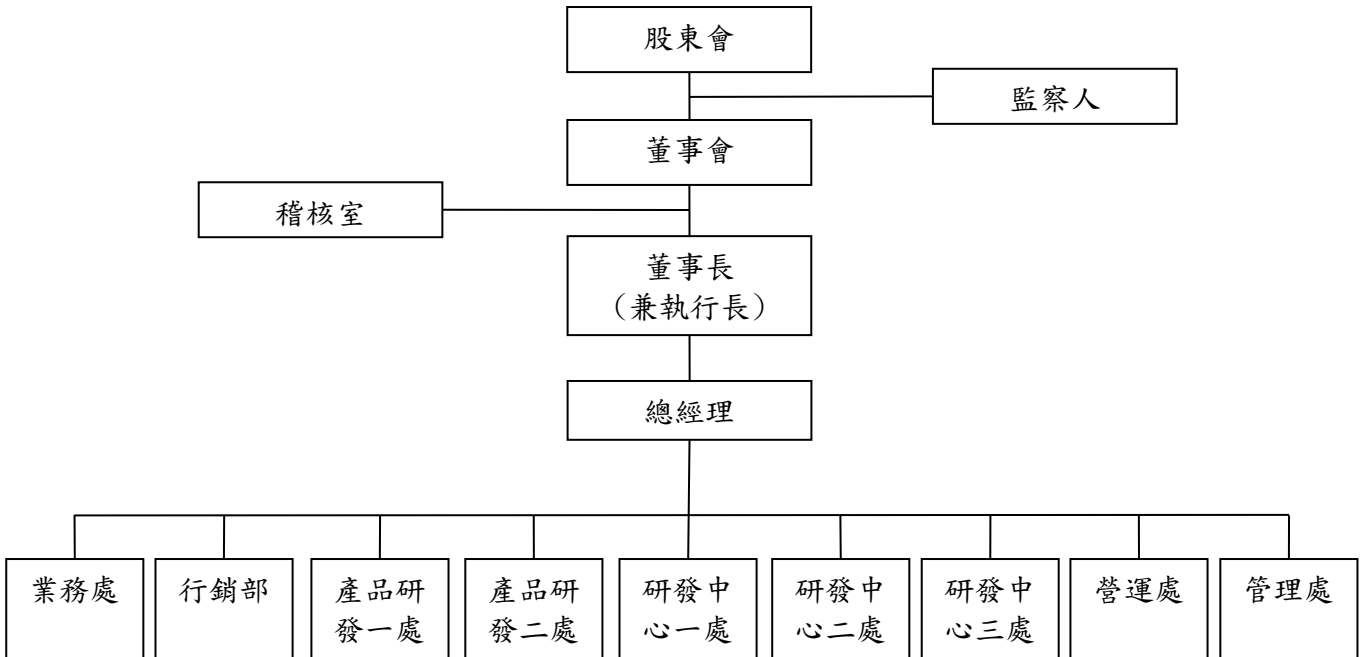 股東會
監察人
董事會
稽核室
董事長
（兼執行長）
總經理
業務處
行銷部
產品研
發一處
產品研
發二處
研發中
心一處
研發中
心二處
研發中
心三處
營運處
管理處